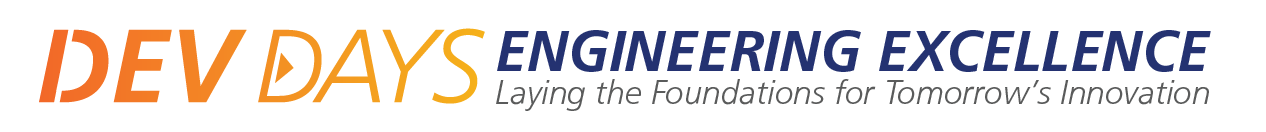 DEV DAYS
ENGINEERING EXCELLENCE
Laying the Foundations for Tomorrow's Innovation